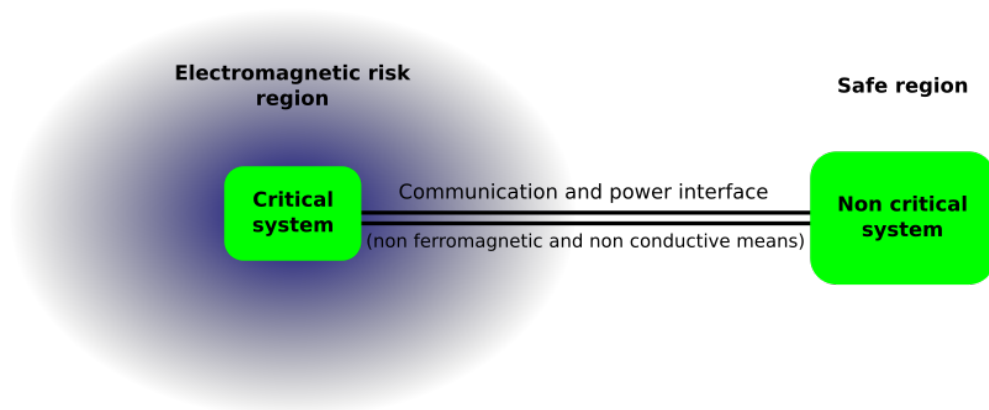 Electromagnetic risk
region
Safe region
Critical
system
Communication and power interface
(non ferromagnetic and non conductive means)
Non critical
system